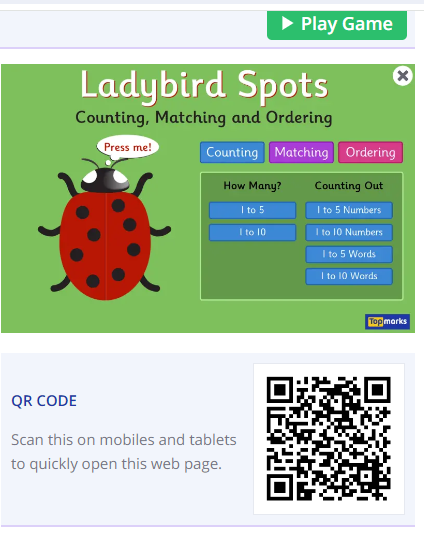 Play Game
Ladybird Spots
Counting, Matching and Ordering
Press me!
Counting Matching Ordering
How Many? Counting Out
1 to 5 1 to 5 Numbers
1 to 10 1 to 10 Numbers
1 to 5 Words
1 to 10 Words
Topmarks
QR CODE
Scan this on mobiles and tablets
to quickly open this web page.